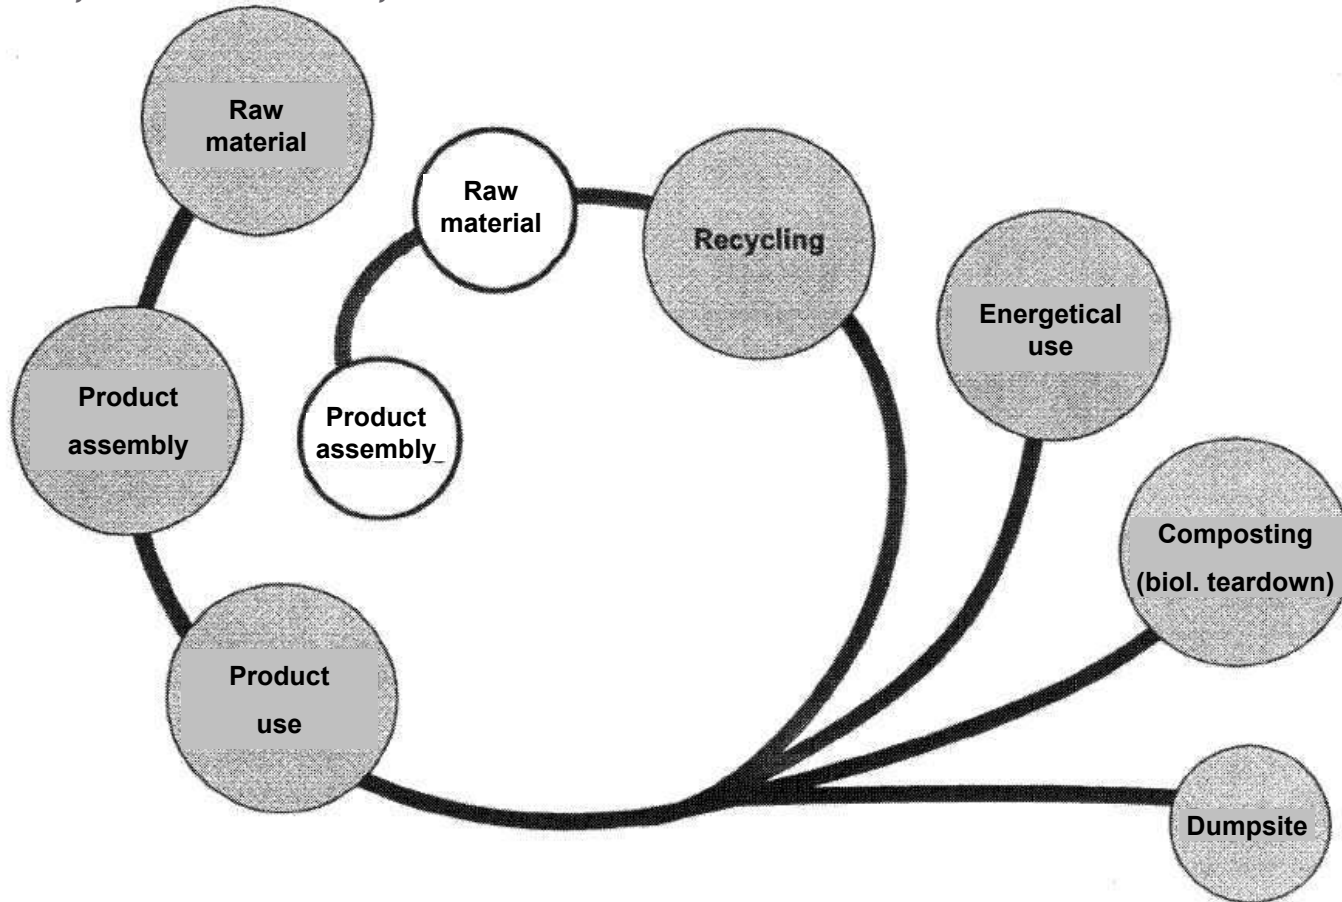 Raw
material
Raw
material
Recycling
Energetical
use
Product
assembly
Product
assembly_
Composting
(biol. teardown)
Product
use
Dumpsite